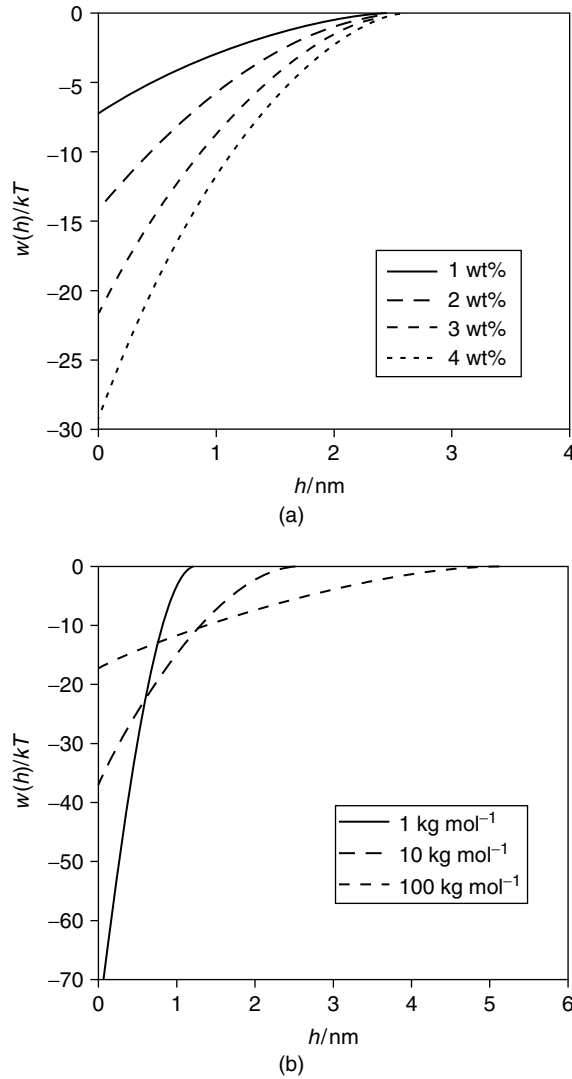 0
−5
−10
−15
−20
−25
−30
w(h)/kT
1 wt%
2 wt%
3 wt%
4 wt%
0 1 2 3 4
h/nm
(a)
0
−10
−20
−30
−40
−50
−60
−70
w(h)/kT
1 kg mol⁻¹
10 kg mol⁻¹
100 kg mol⁻¹
0 1 2 3 4 5 6
h/nm
(b)